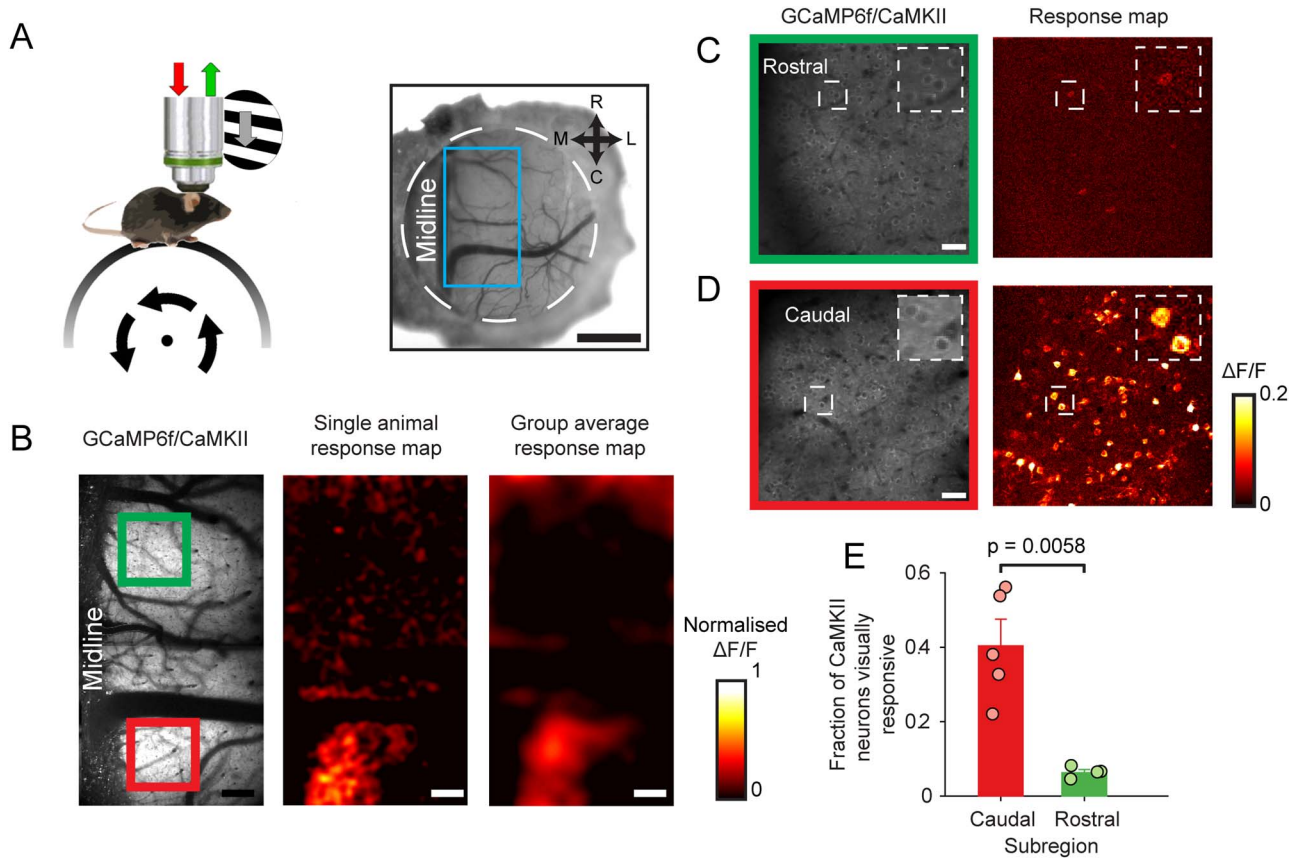 A
R
M
L
C
Midline
B
GCaMP6f/CaMKII
Single animal
response map
Group average
response map
Midline
Normalised
ΔF/F
1
0
C
GCaMP6f/CaMKII
Response map
Rostral
D
Caudal
ΔF/F
0.2
0
E
p = 0.0058
Fraction of CaMKII
neurons visually
responsive
0.6
0.4
0.2
0
Caudal
Rostral
Subregion